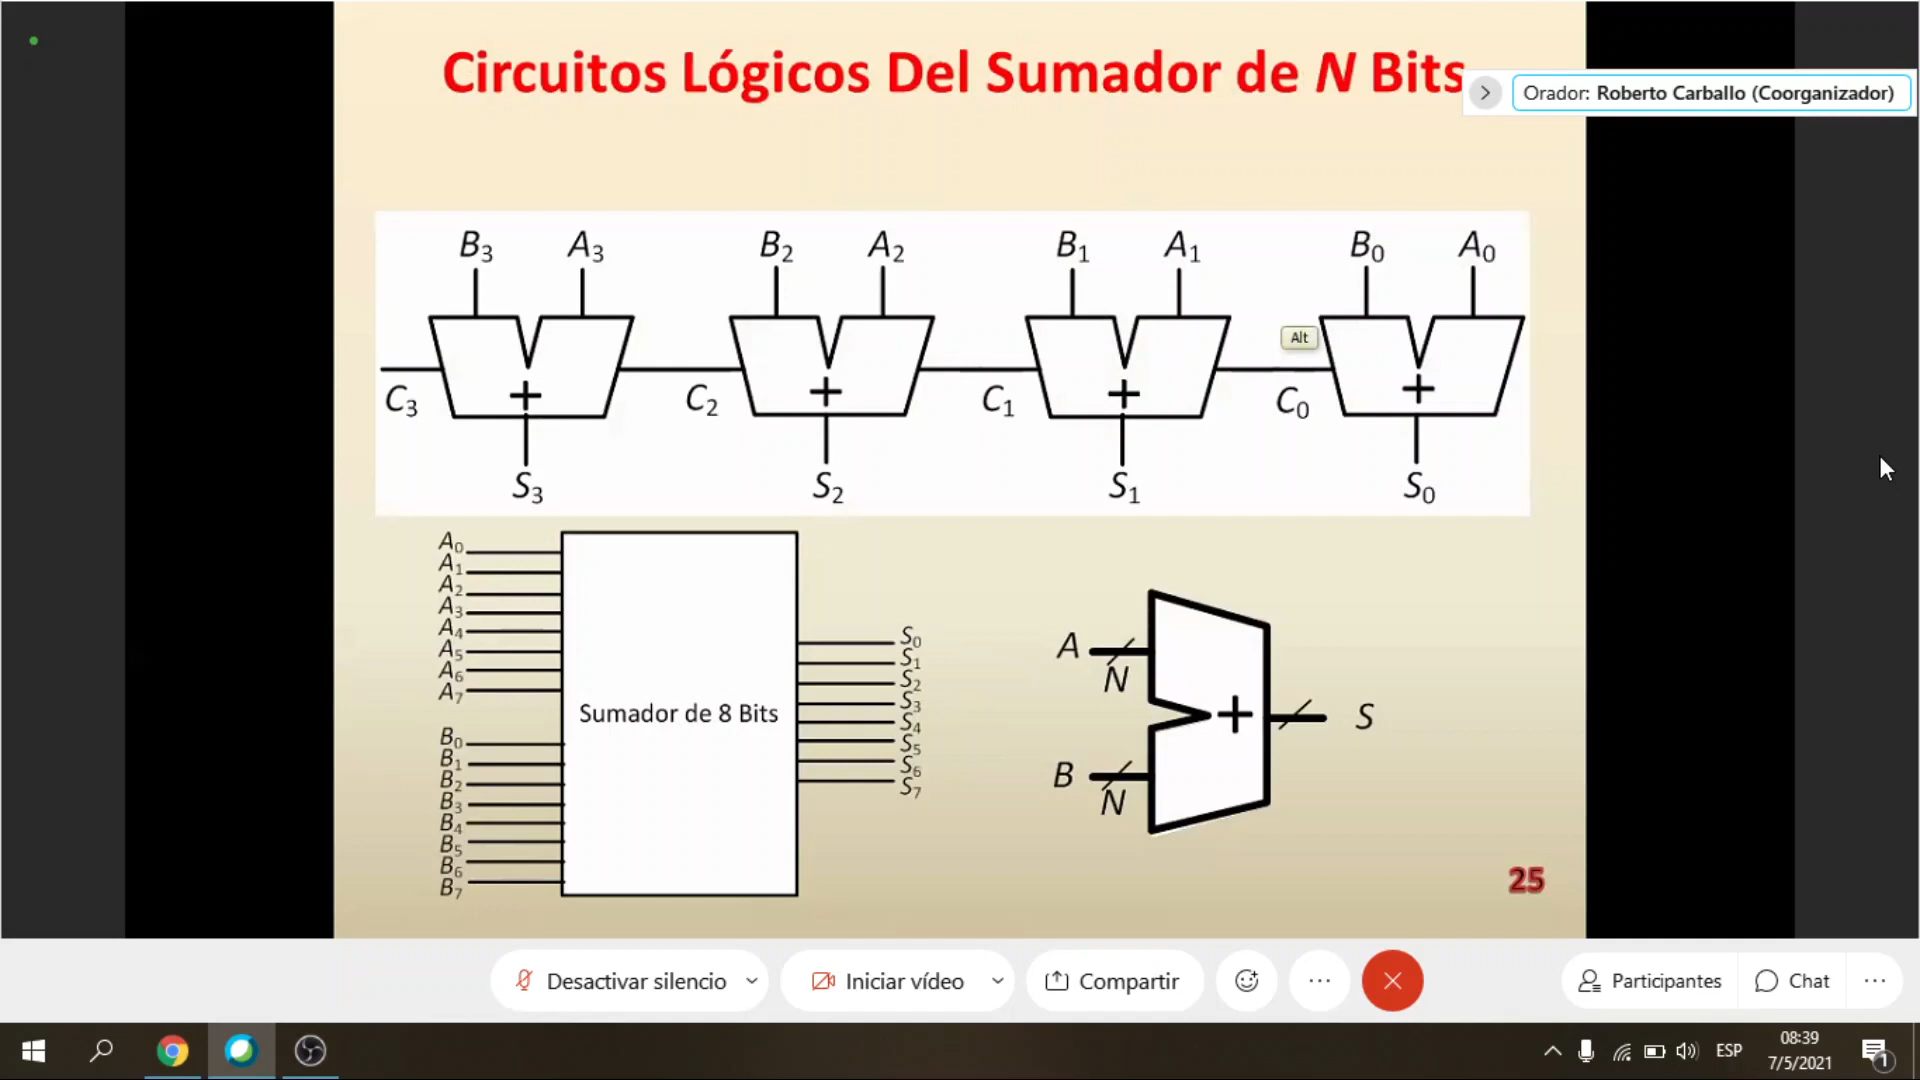 Circuitos Lógicos Del Sumador de N Bits
Orador: Roberto Carballo (Coorganizador)
B3 A3 B2 A2 B1 A1 B0 A0
Alt
+ + + +
C3 C2 C1 C0
S3 S2 S1 S0
A0
A1
A2
A3
A4
A5
A6
A7
B0
B1
B2
B3
B4
B5
B6
B7
Sumador de 8 Bits
S0
S1
S2
S3
S4
S5
S6
S7
A
N
+
S
B
N
25
Desactivar silencio
Iniciar vídeo
Compartir
Participantes
Chat
ESP
08:39
7/5/2021
1